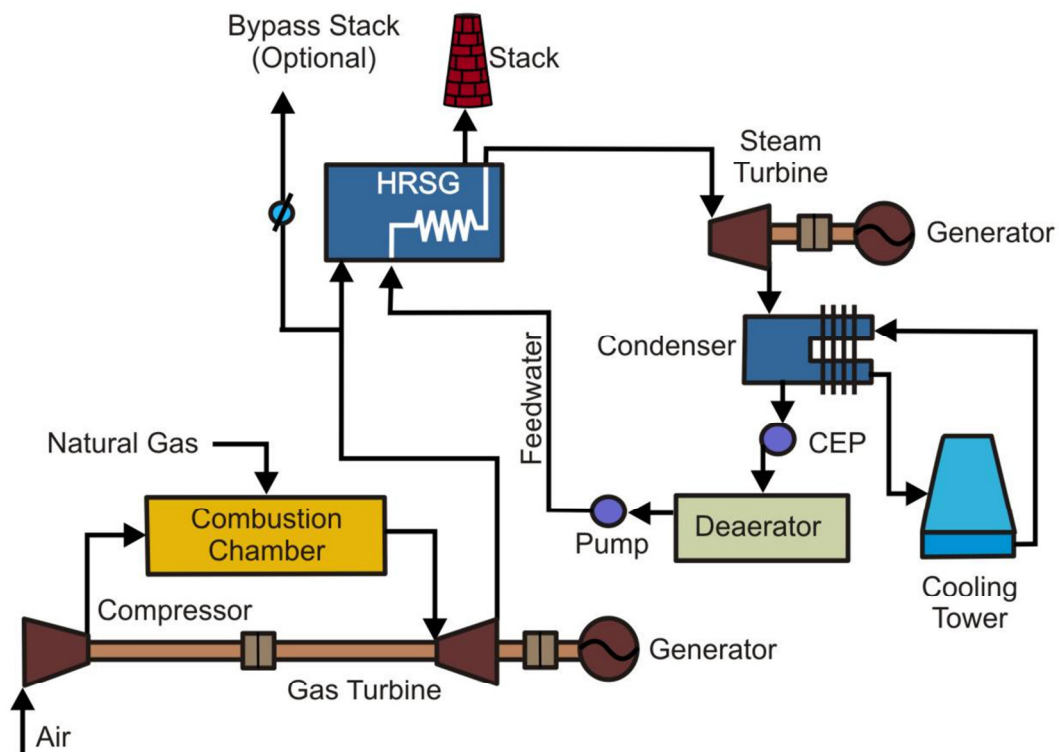 Bypass Stack
(Optional)
Stack
HRSG
Steam
Turbine
Generator
Condenser
Feedwater
CEP
Natural Gas
Combustion
Chamber
Pump
Deaerator
Cooling
Tower
Compressor
Gas Turbine
Generator
Air